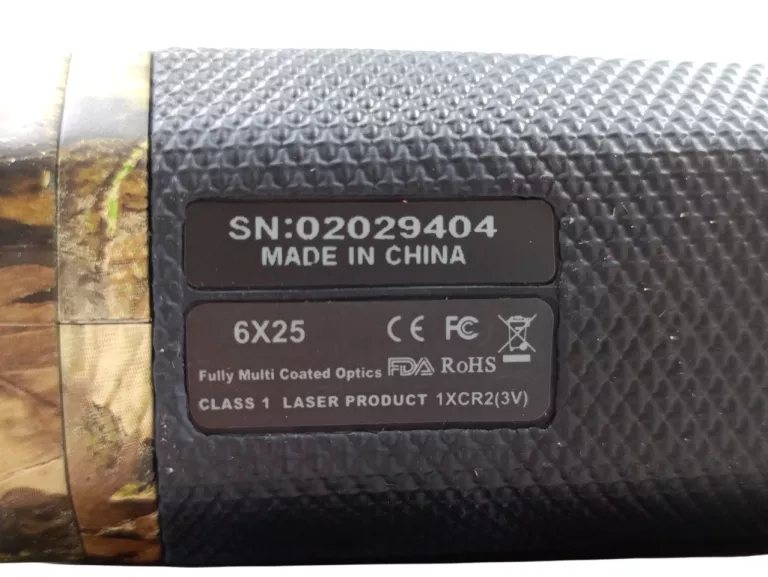 SN:02029404
MADE IN CHINA
6X25 CE FC
Fully Multi Coated Optics FDA RoHS
CLASS 1 LASER PRODUCT 1XCR2(3V)